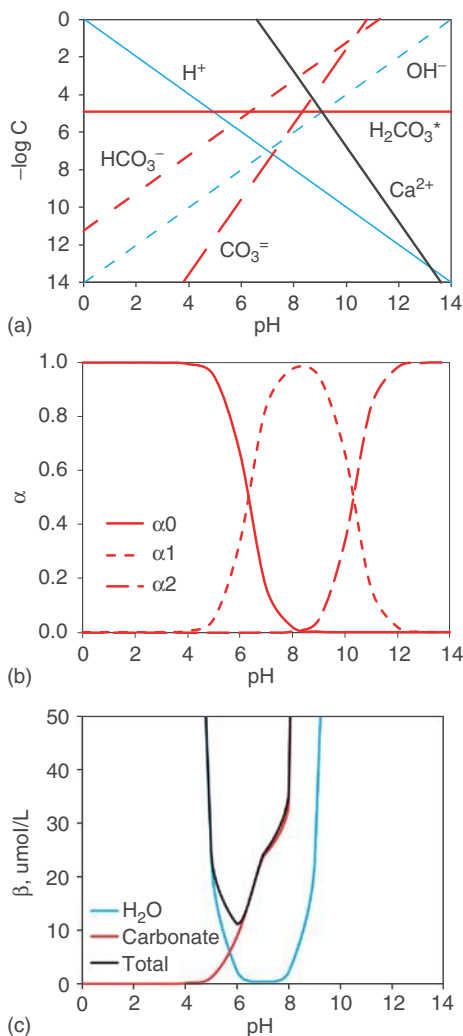 0
2
4
6
8
10
12
14
−log C
H⁺
OH⁻
H₂CO₃*
HCO₃⁻
Ca²⁺
CO₃⁼
0 2 4 6 8 10 12 14
(a) pH
1.0
0.8
0.6
0.4
0.2
0.0
α
α0
α1
α2
0 2 4 6 8 10 12 14
(b) pH
50
40
30
20
10
0
β, umol/L
H₂O
Carbonate
Total
0 2 4 6 8 10 12 14
(c) pH